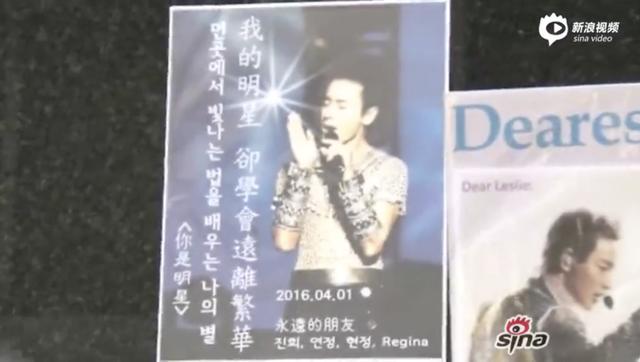 我的明星 卻學會遠離繁華
먼곳에서 빛나는 법을 배우는 나의 별
《你是明星》
2016.04.01
永遠的朋友
진희, 연정, 현정, Regina
Deares
Dear Leslie:
新浪视频
sina video
sina